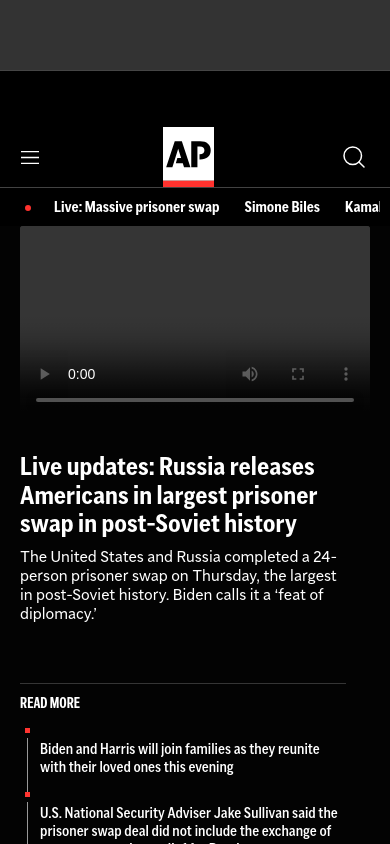 AP
Live: Massive prisoner swap Simone Biles
0:00
Live updates: Russia releases
Americans in largest prisoner
swap in post-Soviet history
The United States and Russia completed a 24-
person prisoner swap on Thursday, the largest
in post-Soviet history. Biden calls it a ‘feat of
diplomacy.’
READ MORE
Biden and Harris will join families as they reunite
with their loved ones this evening
U.S. National Security Adviser Jake Sullivan said the
prisoner swap deal did not include the exchange of